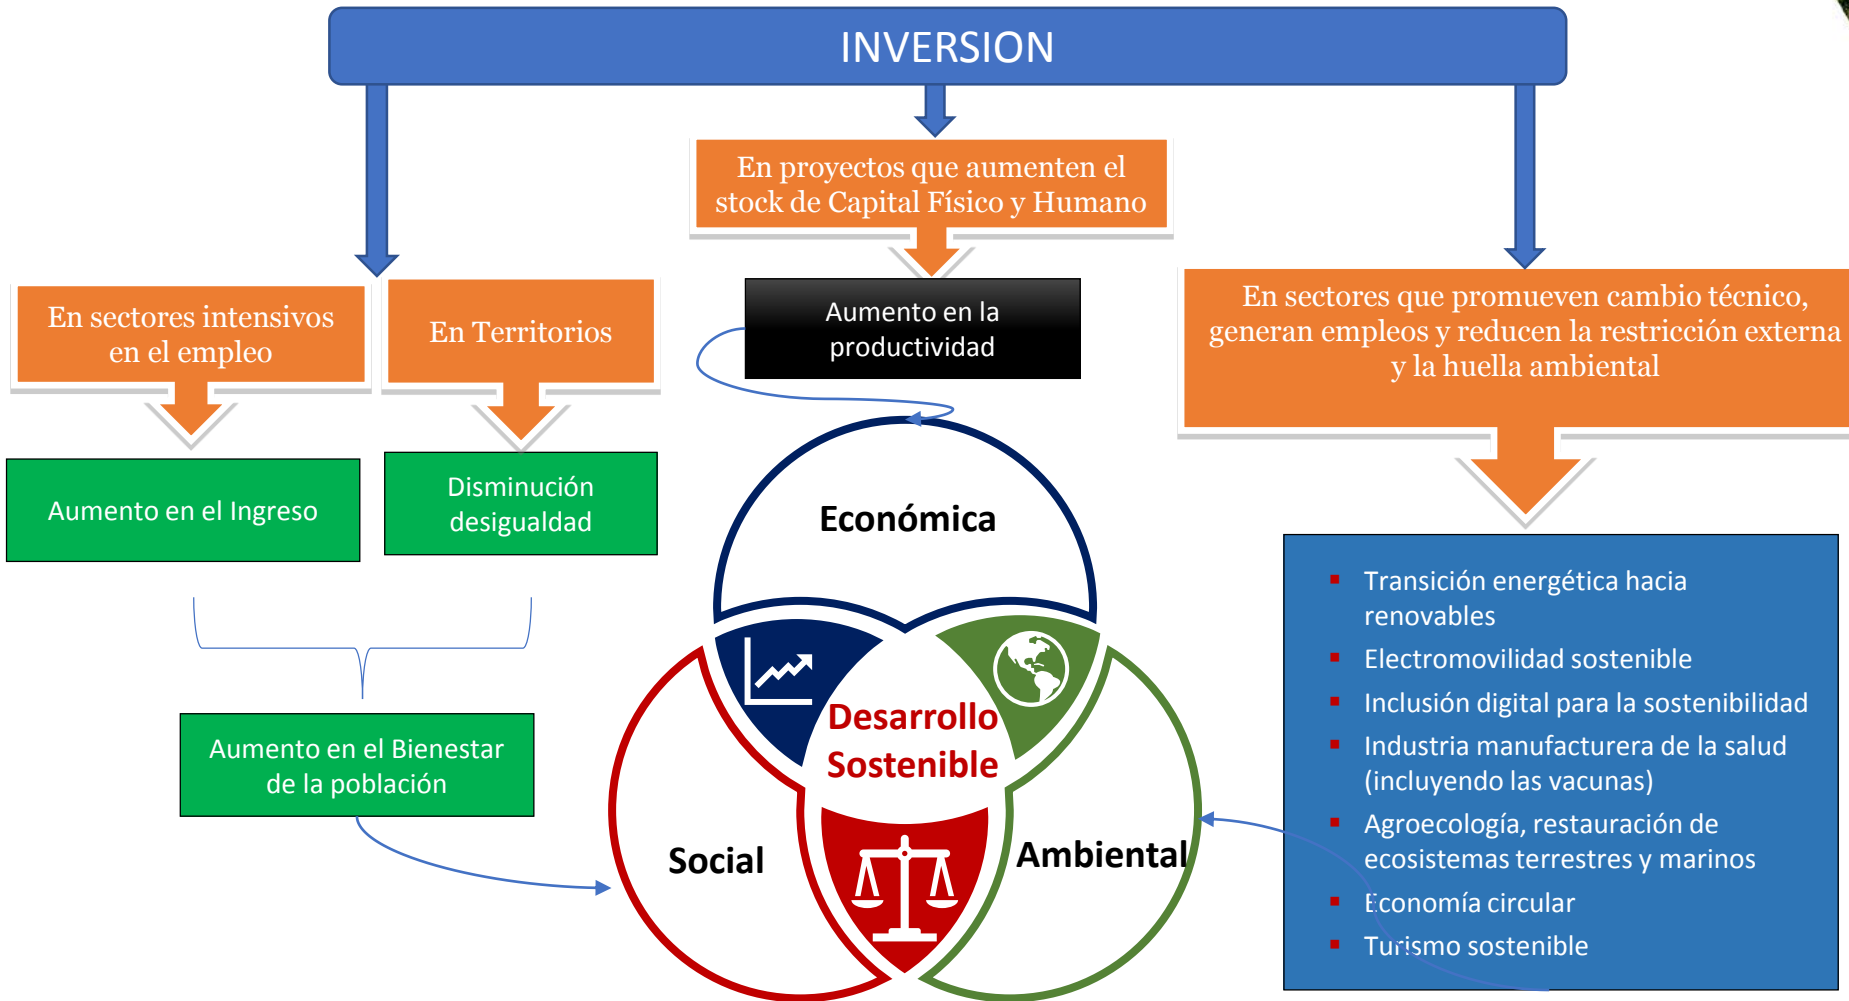 INVERSION
En proyectos que aumenten el
stock de Capital Físico y Humano
En sectores intensivos
en el empleo
En Territorios
Aumento en la
productividad
En sectores que promueven cambio técnico,
generan empleos y reducen la restricción externa
y la huella ambiental
Aumento en el Ingreso
Disminución
desigualdad
Aumento en el Bienestar
de la población
Económica
Desarrollo
Sostenible
Social
Ambiental
▪ Transición energética hacia
renovables
▪ Electromovilidad sostenible
▪ Inclusión digital para la sostenibilidad
▪ Industria manufacturera de la salud
(incluyendo las vacunas)
▪ Agroecología, restauración de
ecosistemas terrestres y marinos
▪ Economía circular
▪ Turismo sostenible